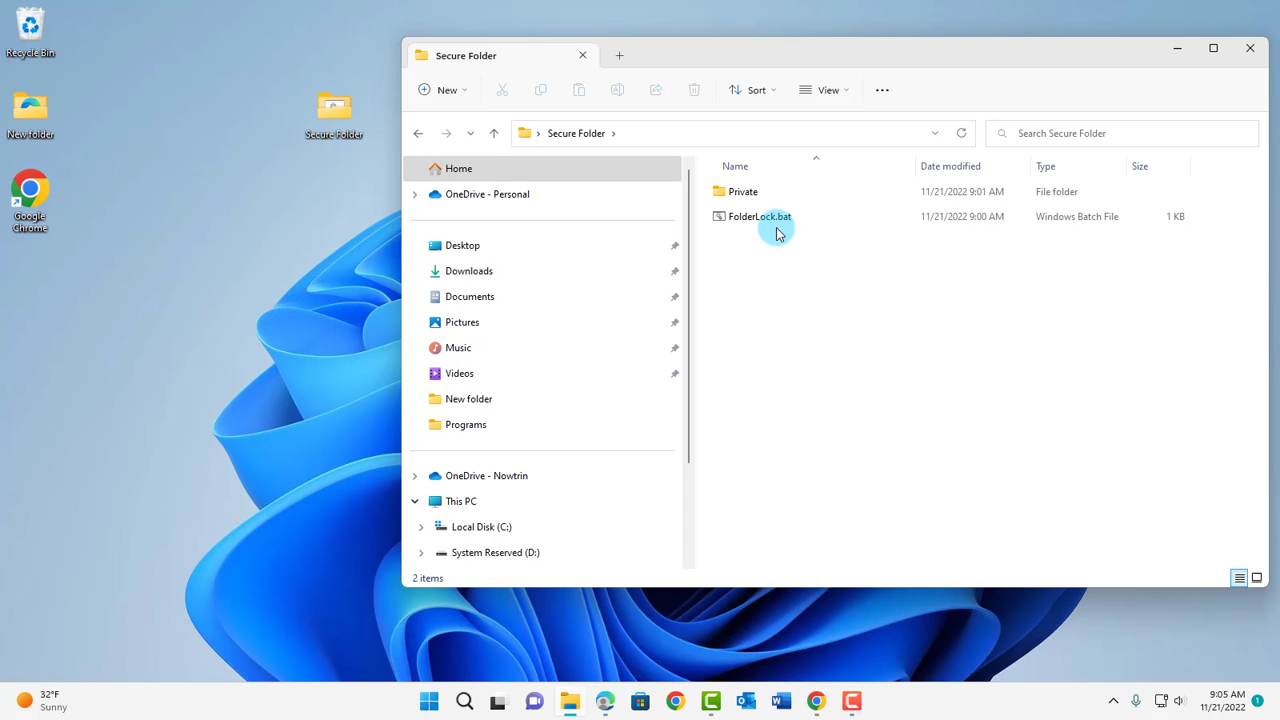 Recycle Bin
New folder
Google
Chrome
Secure Folder
Secure Folder
New
Sort
View
Secure Folder
Search Secure Folder
Home
OneDrive - Personal
Desktop
Downloads
Documents
Pictures
Music
Videos
New folder
Programs
OneDrive - Nowtrin
This PC
Local Disk (C:)
System Reserved (D:)
Name Date modified Type Size
Private 11/21/2022 9:01 AM File folder
FolderLock.bat 11/21/2022 9:00 AM Windows Batch File 1 KB
2 items
32°F
Sunny
9:05 AM
11/21/2022
1